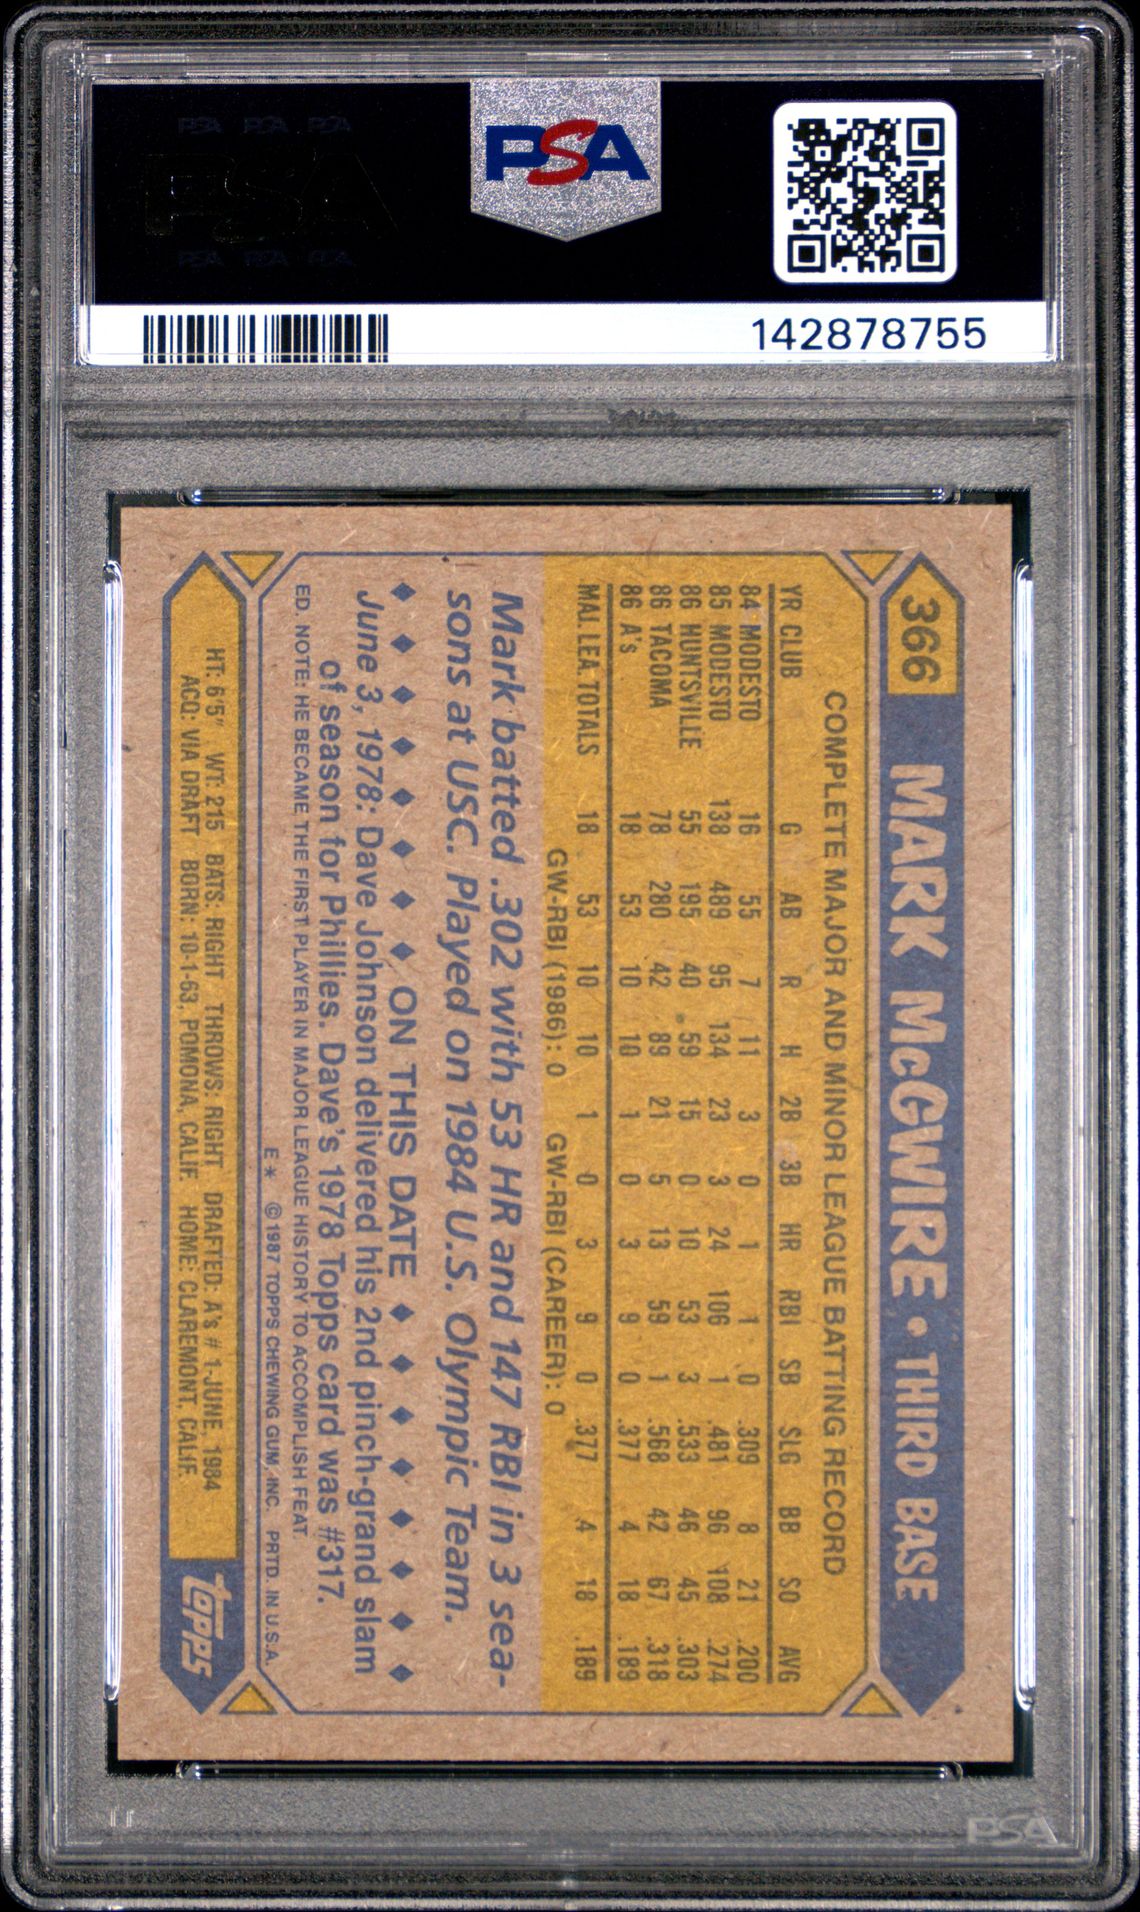 PSA PSA PSA
PSA
PSA PSA PSA
PSA
142878755
366 MARK McGWIRE • THIRD BASE
COMPLETE MAJOR AND MINOR LEAGUE BATTING RECORD
YR CLUB G AB R H 2B 3B HR RBI SB SLG BB SO AVG
84 MODESTO 16 55 7 11 3 0 1 1 0 .309 8 21 .200
85 MODESTO 138 489 95 134 23 3 24 106 1 .481 96 108 .274
86 HUNTSVILLE 55 195 40 59 15 0 10 53 3 .533 46 45 .303
86 TACOMA 78 280 42 89 21 5 13 59 1 .568 42 67 .318
86 A's 18 53 10 10 1 0 3 9 0 .377 4 18 .189
MAJ. LEA. TOTALS 18 53 10 10 1 0 3 9 0 .377 4 18 .189
GW-RBI (1986): 0 GW-RBI (CAREER): 0
Mark batted .302 with 53 HR and 147 RBI in 3 sea-
sons at USC. Played on 1984 U.S. Olympic Team.
♦ ♦ ♦ ♦ ♦ ♦ ♦ ♦ ON THIS DATE ♦ ♦ ♦ ♦ ♦ ♦ ♦ ♦
June 3, 1978: Dave Johnson delivered his 2nd pinch-grand slam
of season for Phillies. Dave's 1978 Topps card was #317.
ED. NOTE: HE BECAME THE FIRST PLAYER IN MAJOR LEAGUE HISTORY TO ACCOMPLISH FEAT.
E* © 1987 TOPPS CHEWING GUM, INC. PRTD. IN U.S.A.
HT: 6'5" WT: 215 BATS: RIGHT THROWS: RIGHT DRAFTED: A's # 1-JUNE, 1984
ACQ: VIA DRAFT BORN: 10-1-63, POMONA, CALIF. HOME: CLAREMONT, CALIF.
topps
PSA